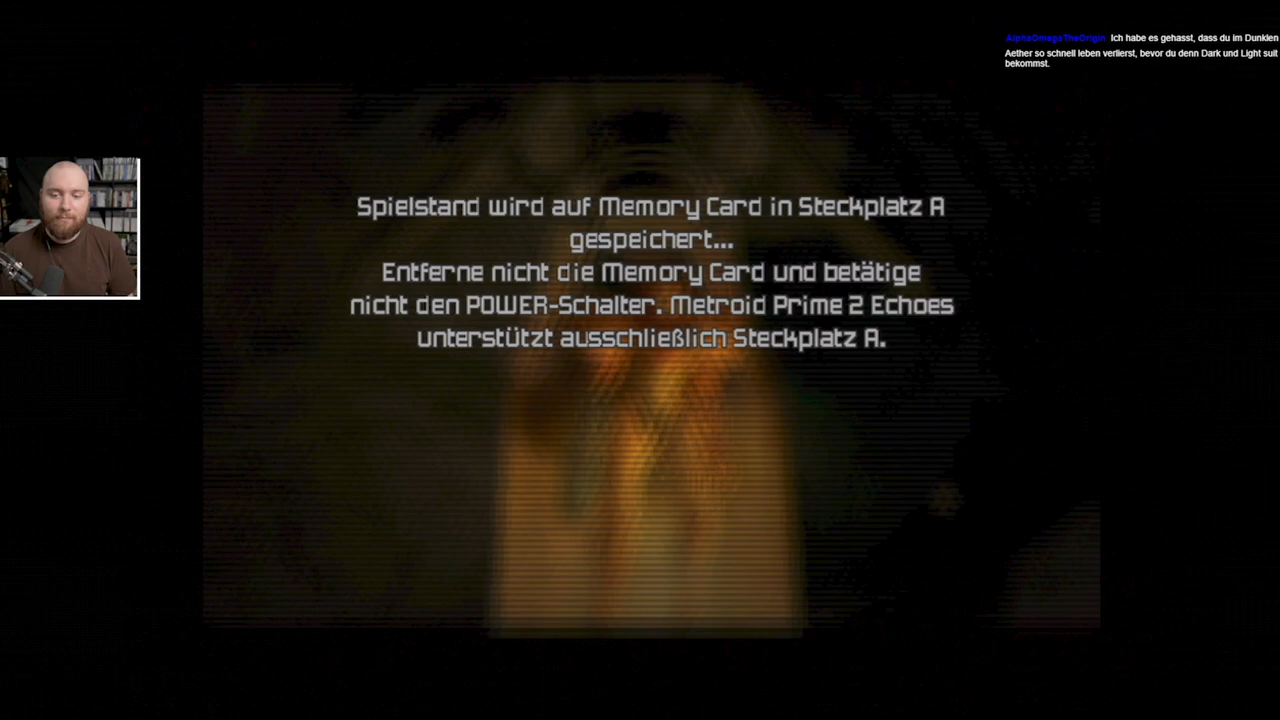 AlphaOmegaTheOrigin Ich habe es gehasst, dass du im Dunklen
Aether so schnell leben verlierst, bevor du denn Dark und Light suit
bekommst.
Spielstand wird auf Memory Card in Steckplatz A
gespeichert...
Entferne nicht die Memory Card und betätige
nicht den POWER-Schalter. Metroid Prime 2 Echoes
unterstützt ausschließlich Steckplatz A.